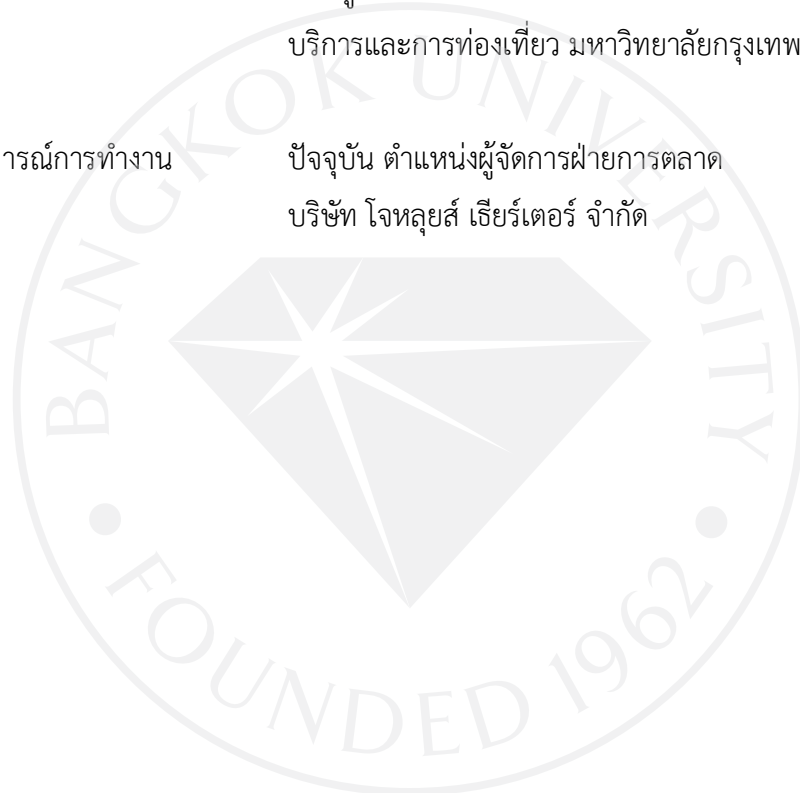 บริการและการท่องเที่ยว มหาวิทยาลัยกรุงเทพ
ารณ์การทำงาน ปัจจุบัน ตำแหน่งผู้จัดการฝ่ายการตลาด
บริษัท โจหลุยส์ เธียร์เตอร์ จำกัด
BANGKOK UNIVERSITY
FOUNDED 1962